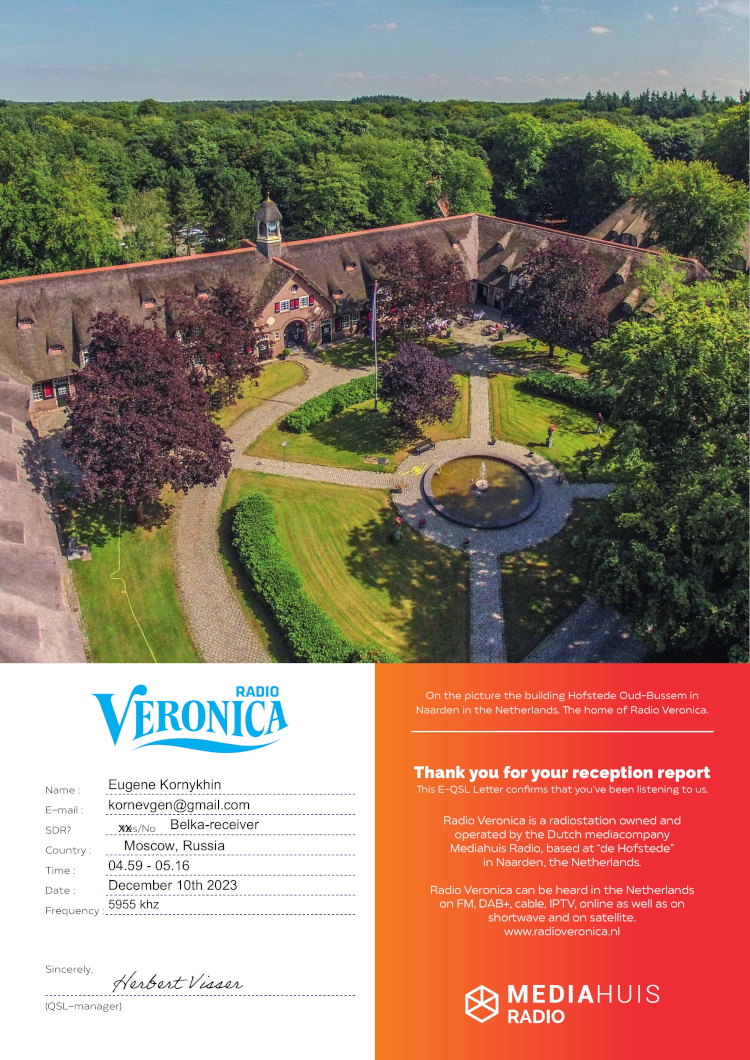 RADIO
VERONICA
Name : Eugene Kornykhin
E-mail : kornevgen@gmail.com
SDR? xxs/No Belka-receiver
Country : Moscow, Russia
Time : 04.59 - 05.16
Date : December 10th 2023
Frequency : 5955 khz
Sincerely,
Herbert Visser
(QSL-manager)
On the picture the building Hofstede Oud-Bussem in
Naarden in the Netherlands. The home of Radio Veronica.
Thank you for your reception report
This E-QSL Letter confirms that you've been listening to us.
Radio Veronica is a radiostation owned and
operated by the Dutch mediacompany
Mediahuis Radio, based at "de Hofstede"
in Naarden, the Netherlands.
Radio Veronica can be heard in the Netherlands
on FM, DAB+, cable, IPTV, online as well as on
shortwave and on satellite.
www.radioveronica.nl
MEDIAHUIS
RADIO